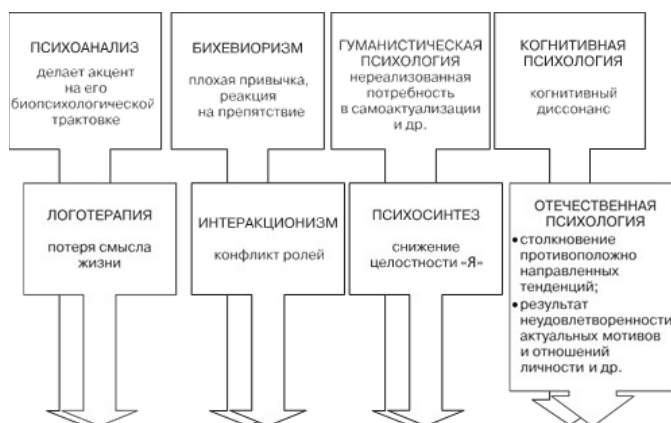 ПСИХОАНАЛИЗ
делает акцент
на его
биопсихологической
трактовке
БИХЕВИОРИЗМ
плохая привычка,
реакция
на препятствие
ГУМАНИСТИЧЕСКАЯ
ПСИХОЛОГИЯ
нереализованная
потребность
в самоактуализации
и др.
КОГНИТИВНАЯ
ПСИХОЛОГИЯ
когнитивный
диссонанс
ЛОГОТЕРАПИЯ
потеря смысла
жизни
ИНТЕРАКЦИОНИЗМ
конфликт ролей
ПСИХОСИНТЕЗ
снижение
целостности «Я»
ОТЕЧЕСТВЕННАЯ
ПСИХОЛОГИЯ
• столкновение
противоположно
направленных
тенденций;
• результат
неудовлетворенности
актуальных мотивов
и отношений
личности и др.